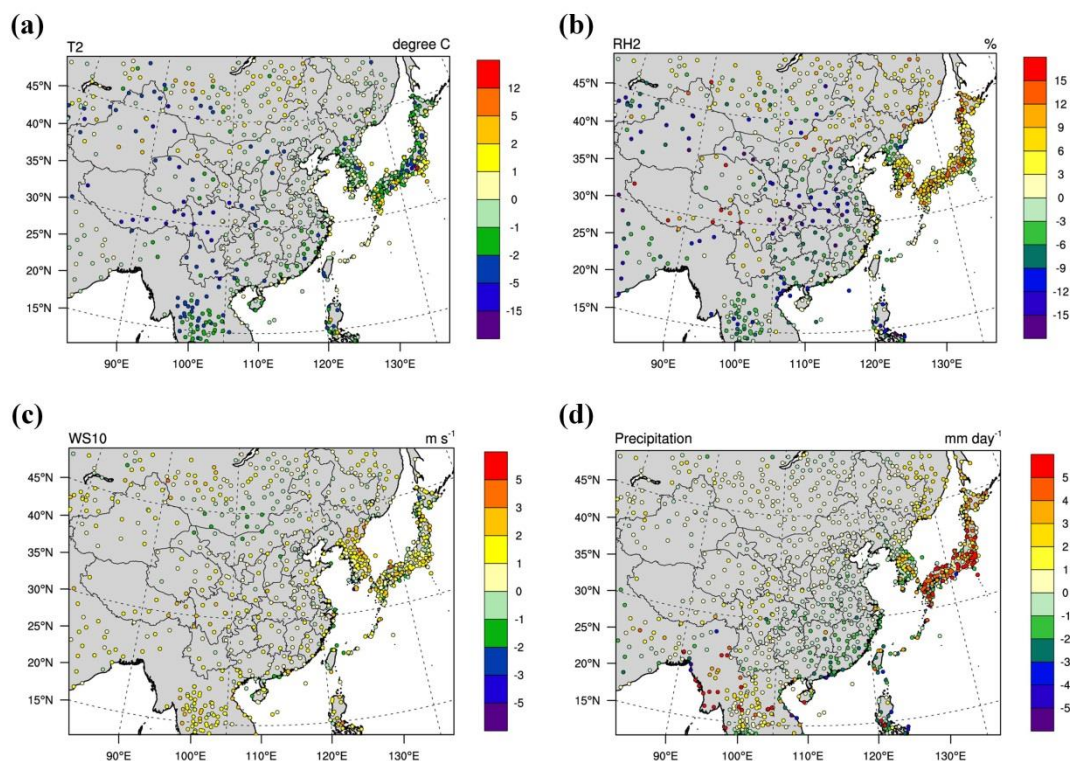 (a)
T2 degree C
45°N
40°N
35°N
30°N
25°N
20°N
15°N
90°E 100°E 110°E 120°E 130°E
12
5
2
1
0
-1
-2
-15
(b)
RH2 %
45°N
40°N
35°N
30°N
25°N
20°N
15°N
90°E 100°E 110°E 120°E 130°E
15
12
9
6
3
0
-3
-6
-9
-12
-15
(c)
WS10 m s⁻¹
45°N
40°N
35°N
30°N
25°N
20°N
15°N
90°E 100°E 110°E 120°E 130°E
5
3
2
1
0
-1
-2
-3
-5
(d)
Precipitation mm day⁻¹
45°N
40°N
35°N
30°N
25°N
20°N
15°N
90°E 100°E 110°E 120°E 130°E
5
4
3
2
1
0
-1
-2
-3
-4
-5